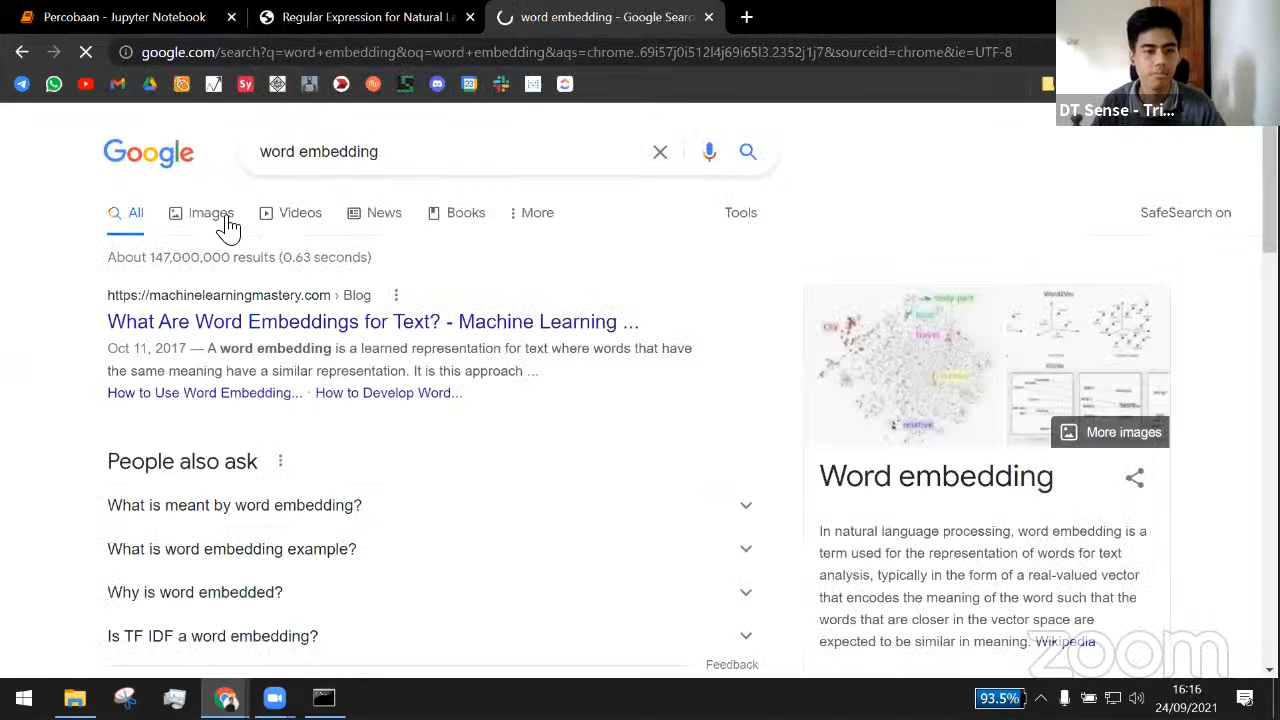 Percobaan - Jupyter Notebook
Regular Expression for Natural La
word embedding - Google Searc
google.com/search?q=word+embedding&oq=word+embedding&aqs=chrome..69i57j0i512l4j69i65l3.2352j1j7&sourceid=chrome&ie=UTF-8
DT Sense - Tri...
Google
word embedding
All Images Videos News Books More Tools SafeSearch on
About 147,000,000 results (0.63 seconds)
https://machinelearningmastery.com › Blog
What Are Word Embeddings for Text? - Machine Learning ...
Oct 11, 2017 — A word embedding is a learned representation for text where words that have
the same meaning have a similar representation. It is this approach ...
How to Use Word Embedding... · How to Develop Word...
People also ask
What is meant by word embedding?
What is word embedding example?
Why is word embedded?
Is TF IDF a word embedding?
Feedback
travel
relative
Word2Vec
More images
Word embedding
In natural language processing, word embedding is a
term used for the representation of words for text
analysis, typically in the form of a real-valued vector
that encodes the meaning of the word such that the
words that are closer in the vector space are
expected to be similar in meaning. Wikipedia
zoom
93.5%
16:16
24/09/2021